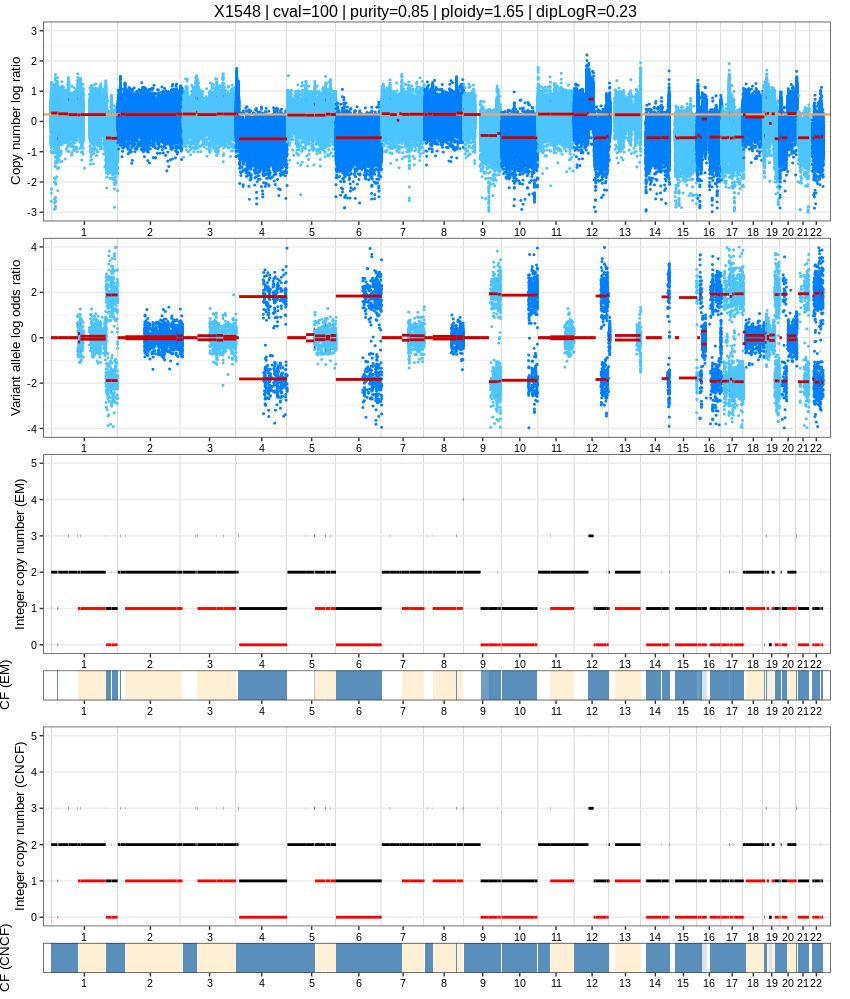 X1548 | cval=100 | purity=0.85 | ploidy=1.65 | dipLogR=0.23
Copy number log ratio
3
2
1
0
-1
-2
-3
1 2 3 4 5 6 7 8 9 10 11 12 13 14 15 16 17 18 19 20 21 22
Variant allele log odds ratio
4
2
0
-2
-4
1 2 3 4 5 6 7 8 9 10 11 12 13 14 15 16 17 18 19 20 21 22
Integer copy number (EM)
5
4
3
2
1
0
1 2 3 4 5 6 7 8 9 10 11 12 13 14 15 16 17 18 19 20 21 22
CF (EM)
1 2 3 4 5 6 7 8 9 10 11 12 13 14 15 16 17 18 19 20 21 22
Integer copy number (CNCF)
5
4
3
2
1
0
1 2 3 4 5 6 7 8 9 10 11 12 13 14 15 16 17 18 19 20 21 22
CF (CNCF)
1 2 3 4 5 6 7 8 9 10 11 12 13 14 15 16 17 18 19 20 21 22